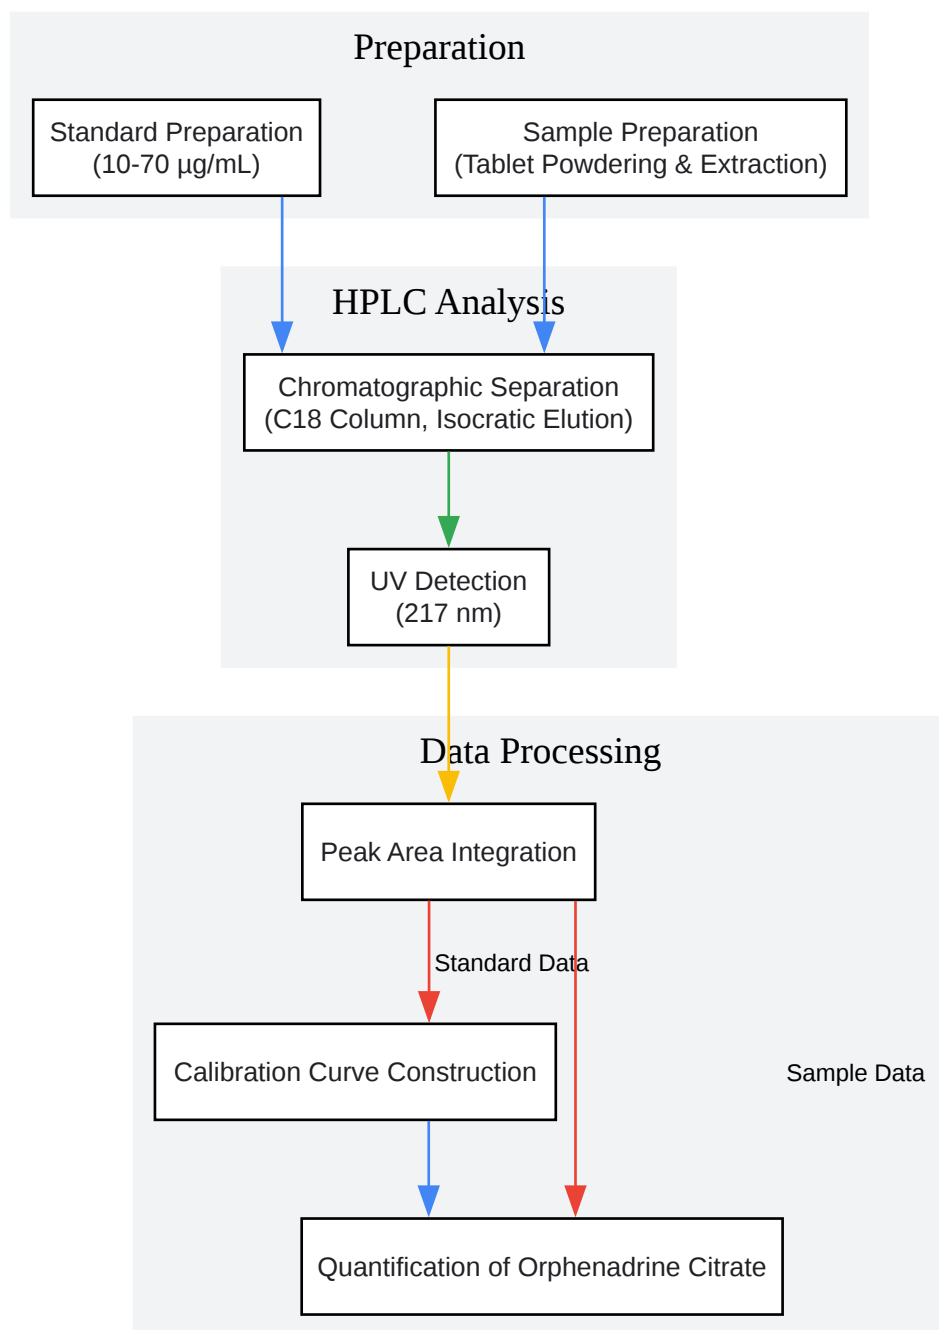 Preparation
Standard Preparation
(10-70 µg/mL)
Sample Preparation
(Tablet Powdering & Extraction)
HPLC Analysis
Chromatographic Separation
(C18 Column, Isocratic Elution)
UV Detection
(217 nm)
Data Processing
Peak Area Integration
Standard Data
Calibration Curve Construction
Sample Data
Quantification of Orphenadrine Citrate